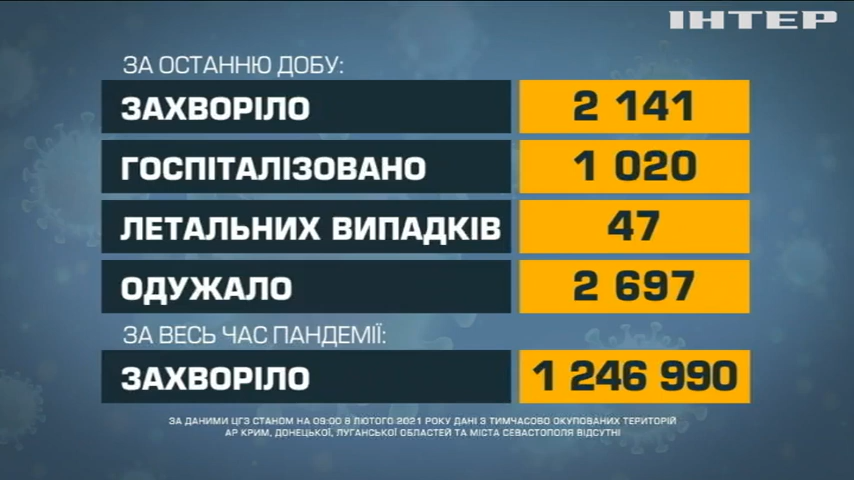 ІНТЕР
ЗА ОСТАННЮ ДОБУ:
ЗАХВОРІЛО 2 141
ГОСПІТАЛІЗОВАНО 1 020
ЛЕТАЛЬНИХ ВИПАДКІВ 47
ОДУЖАЛО 2 697
ЗА ВЕСЬ ЧАС ПАНДЕМІЇ:
ЗАХВОРІЛО 1 246 990
ЗА ДАНИМИ ЦГЗ СТАНОМ НА 09:00 8 ЛЮТОГО 2021 РОКУ ДАНІ З ТИМЧАСОВО ОКУПОВАНИХ ТЕРИТОРІЙ
АР КРИМ, ДОНЕЦЬКОЇ, ЛУГАНСЬКОЇ ОБЛАСТЕЙ ТА МІСТА СЕВАСТОПОЛЯ ВІДСУТНІ